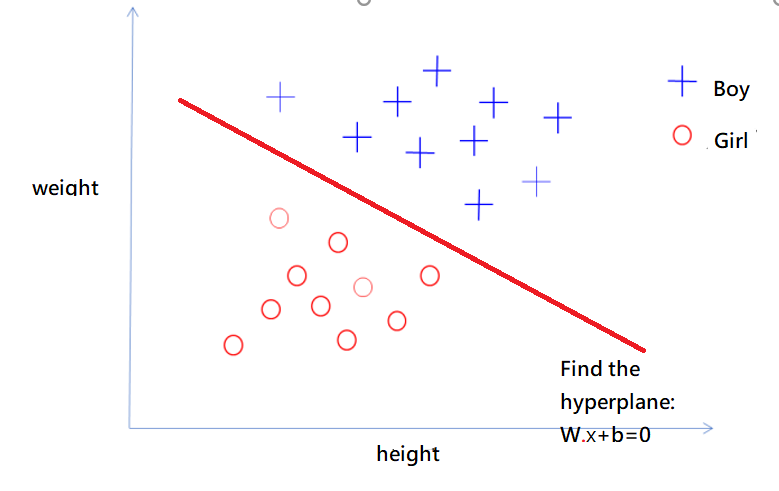 Boy
Girl
weight
Find the
hyperplane:
W.x+b=0
height